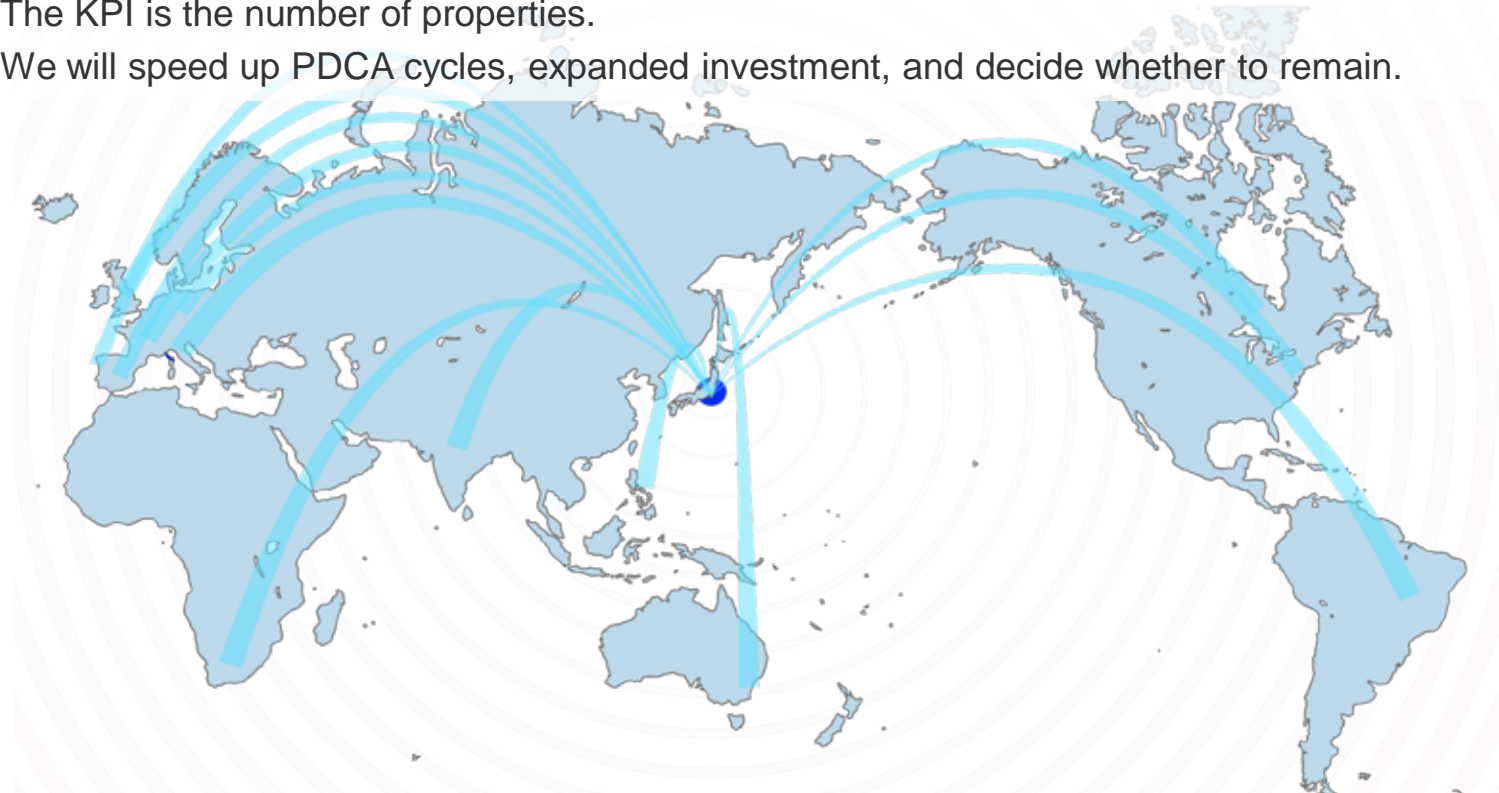 The KPI is the number of properties.
We will speed up PDCA cycles, expanded investment, and decide whether to remain.